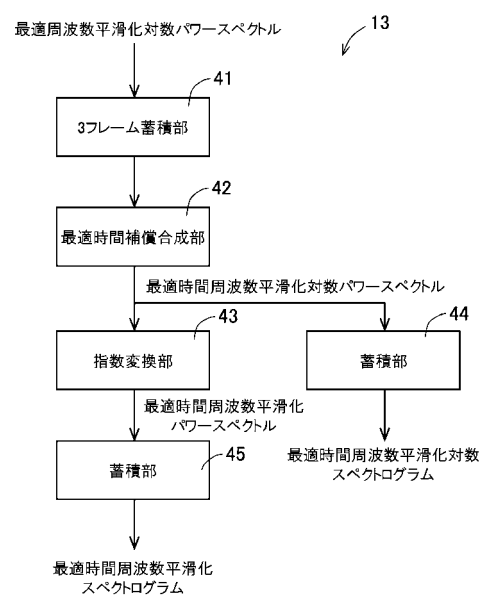 最適周波数平滑化対数パワースペクトル
13
41
3フレーム蓄積部
42
最適時間補償合成部
最適時間周波数平滑化対数パワースペクトル
43
指数変換部
44
蓄積部
最適時間周波数平滑化
パワースペクトル
45
蓄積部
最適時間周波数平滑化対数
スペクトログラム
最適時間周波数平滑化
スペクトログラム